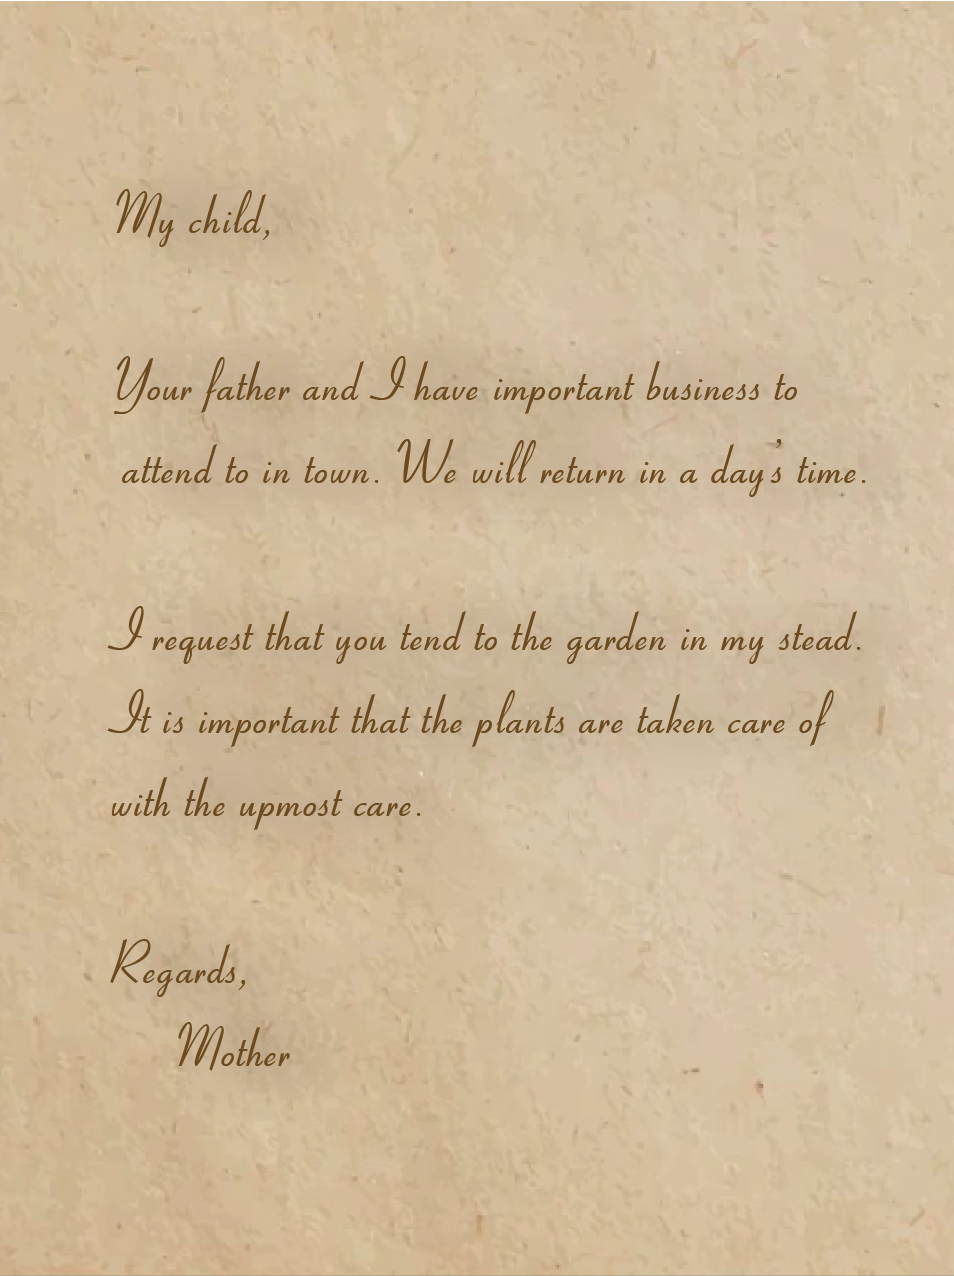 My child,
Your father and I have important business to
attend to in town. We will return in a day's time.
I request that you tend to the garden in my stead.
It is important that the plants are taken care of
with the upmost care.
Regards,
Mother